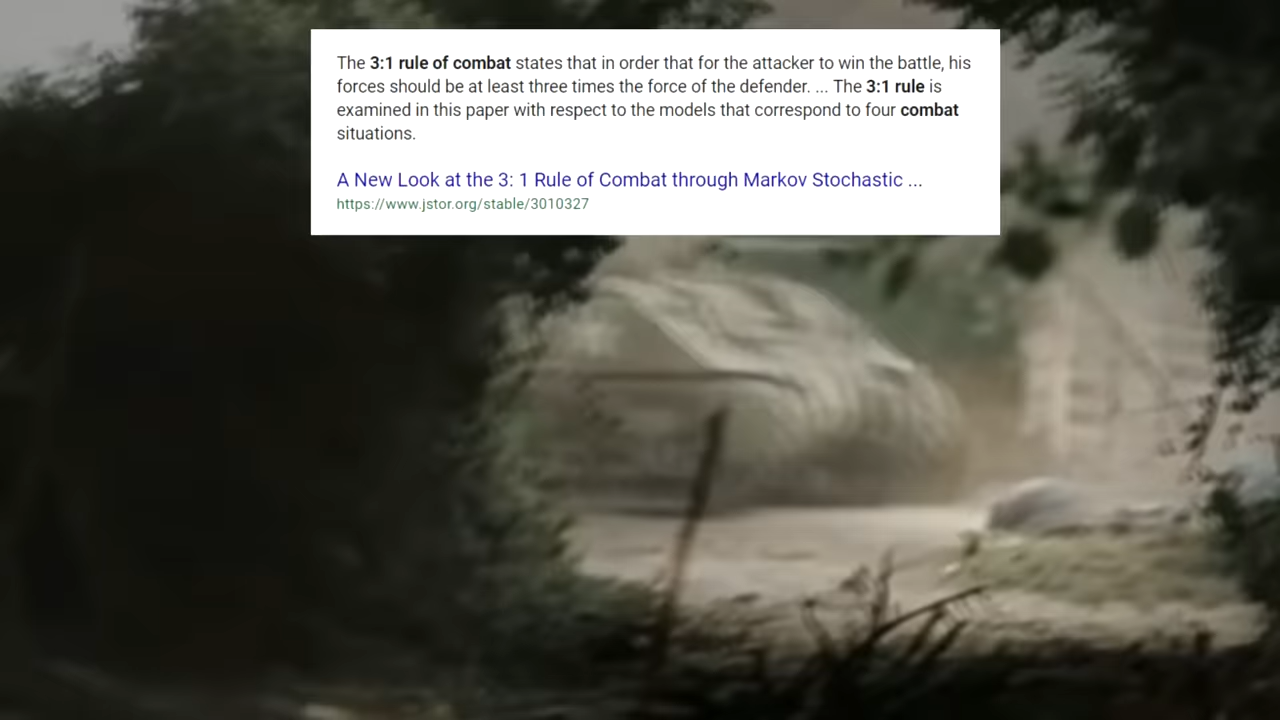 The 3:1 rule of combat states that in order that for the attacker to win the battle, his
forces should be at least three times the force of the defender. ... The 3:1 rule is
examined in this paper with respect to the models that correspond to four combat
situations.
A New Look at the 3: 1 Rule of Combat through Markov Stochastic ...
https://www.jstor.org/stable/3010327